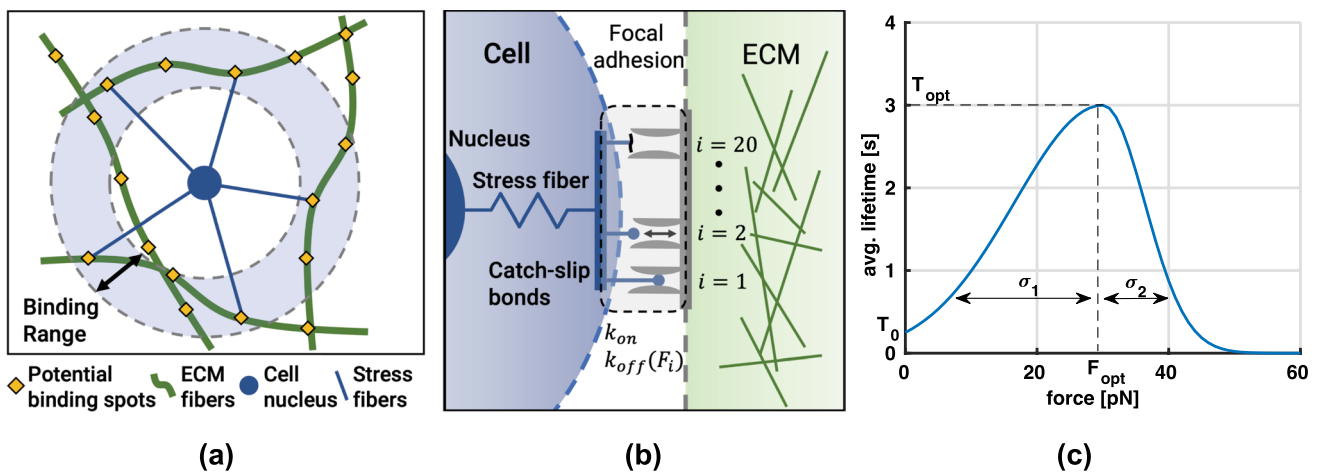 Binding
Range
Potential
binding spots
ECM
fibers
Cell
nucleus
Stress
fibers
(a)
Cell
Focal
adhesion
ECM
Nucleus
Stress fiber
Catch-slip
bonds
i = 20
i = 2
i = 1
k_on
k_off(F_i)
(b)
avg. lifetime [s]
4
3
2
1
0
T_opt
T_0
σ_1
σ_2
0
20
F_opt
40
60
force [pN]
(c)